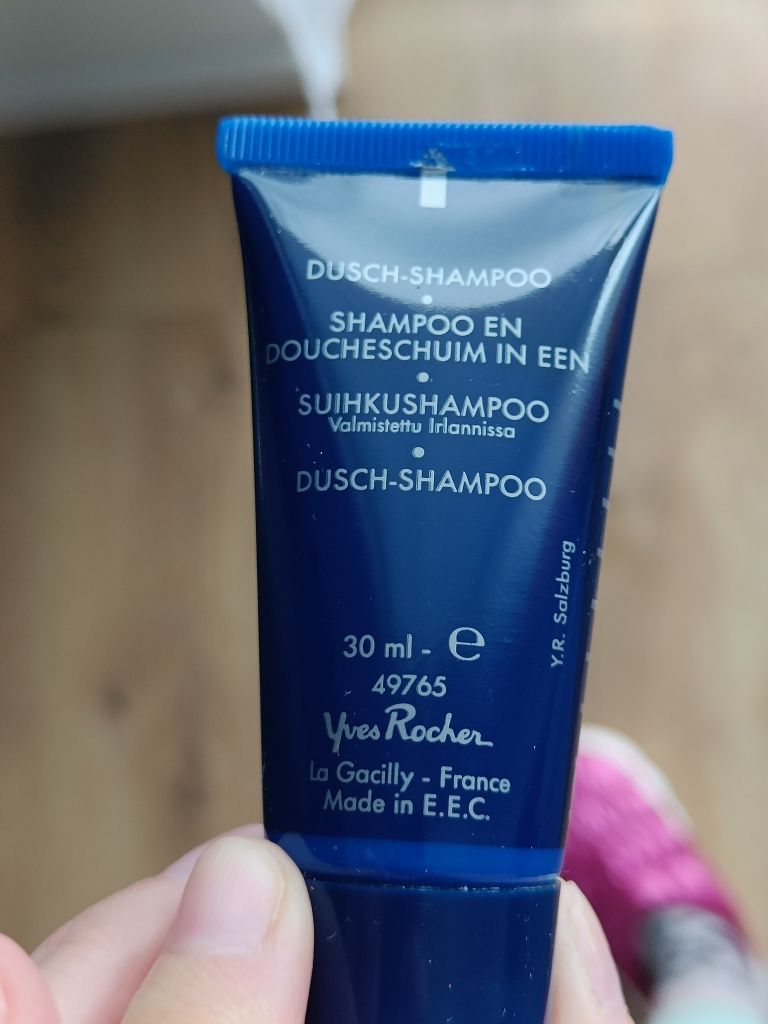 DUSCH-SHAMPOO
•
SHAMPOO EN
DOUCHESCHUIM IN EEN
•
SUIHKUSHAMPOO
Valmistettu Irlannissa
•
DUSCH-SHAMPOO
Y.R. Salzburg
30 ml - e
49765
Yves Rocher
La Gacilly - France
Made in E.E.C.